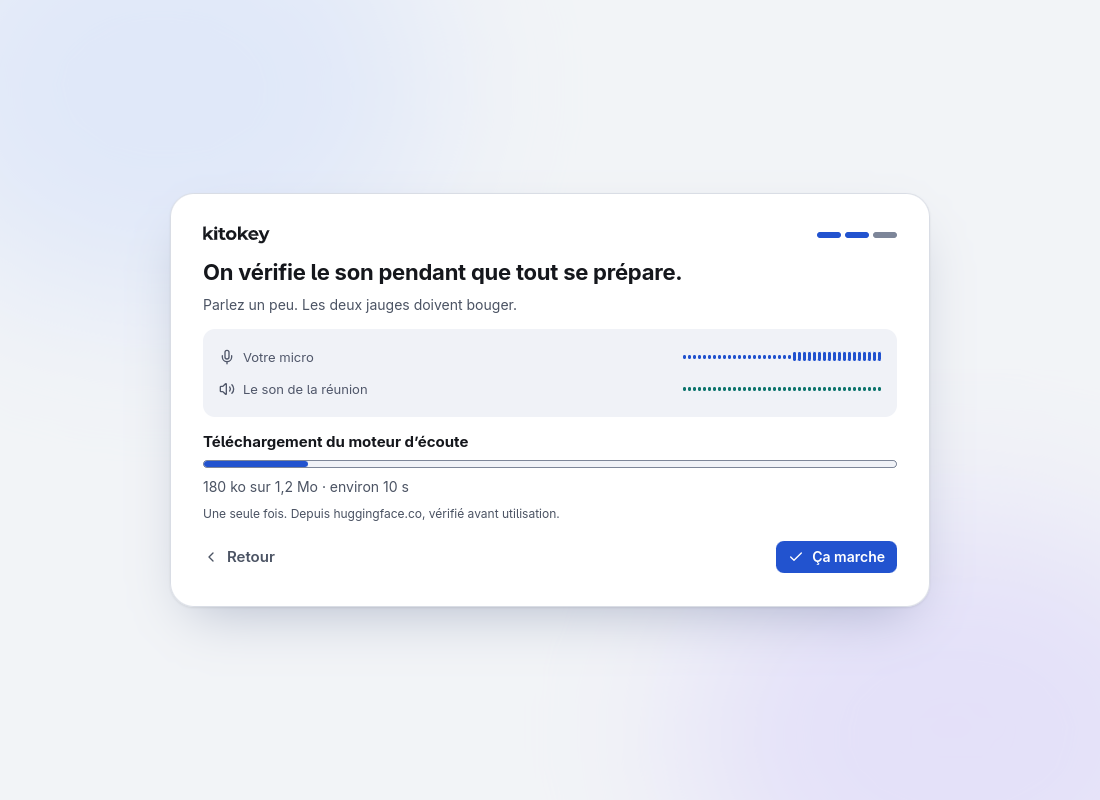 kitokey
On vérifie le son pendant que tout se prépare.
Parlez un peu. Les deux jauges doivent bouger.
Votre micro
Le son de la réunion
Téléchargement du moteur d’écoute
180 ko sur 1,2 Mo · environ 10 s
Une seule fois. Depuis huggingface.co, vérifié avant utilisation.
Retour
Ça marche